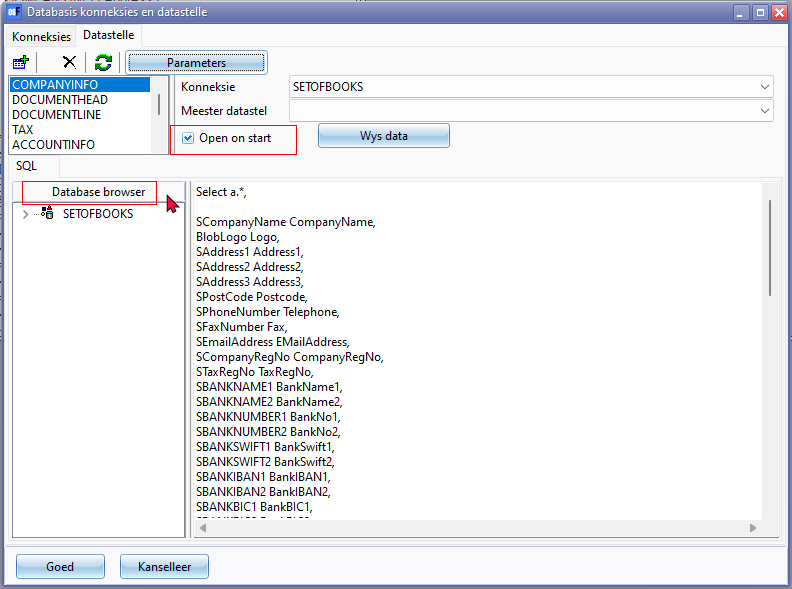 Databasis konneksies en datastelle
Konneksies
Datastelle
Parameters
COMPANYINFO
DOCUMENTHEAD
DOCUMENTLINE
TAX
ACCOUNTINFO
Konneksie
SETOFBOOKS
Meester datastel
Open on start
Wys data
SQL
Database browser
SETOFBOOKS
Select a.*,
SCompanyName CompanyName,
BlobLogo Logo,
SAddress1 Address1,
SAddress2 Address2,
SAddress3 Address3,
SPostCode Postcode,
SPhoneNumber Telephone,
SFaxNumber Fax,
SEmailAddress EMailAddress,
SCompanyRegNo CompanyRegNo,
STaxRegNo TaxRegNo,
SBANKNAME1 BankName1,
SBANKNAME2 BankName2,
SBANKNUMBER1 BankNo1,
SBANKNUMBER2 BankNo2,
SBANKSWIFT1 BankSwift1,
SBANKSWIFT2 BankSwift2,
SBANKIBAN1 BankIBAN1,
SBANKIBAN2 BankIBAN2,
SBANKBIC1 BankBIC1,
Goed
Kanselleer